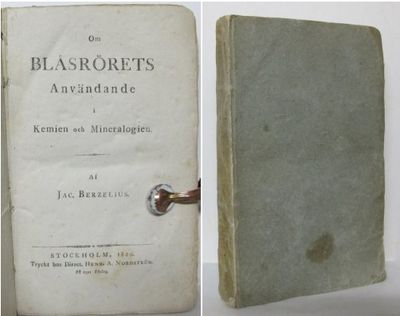 Om
BLÅSRÖRETS
Användande
i
Kemien och Mineralogien.
Af
Jac. Berzelius.
STOCKHOLM, 1820.
Tryckt hos Direct. Henr. A. Nordström.